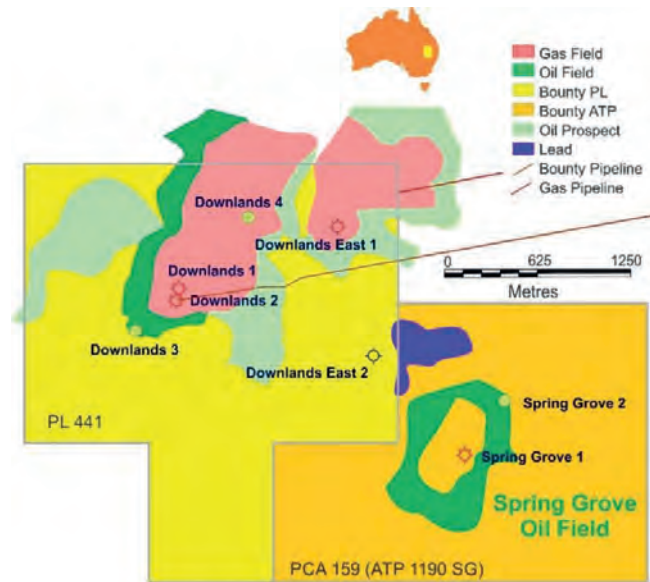 Gas Field
Oil Field
Bounty PL
Bounty ATP
Oil Prospect
Lead
Bounty Pipeline
Gas Pipeline
Downlands 4
Downlands East 1
0 625 1250
Metres
Downlands 1
Downlands 2
Downlands 3
Downlands East 2
Spring Grove 2
PL 441
Spring Grove 1
Spring Grove
Oil Field
PCA 159 (ATP 1190 SG)